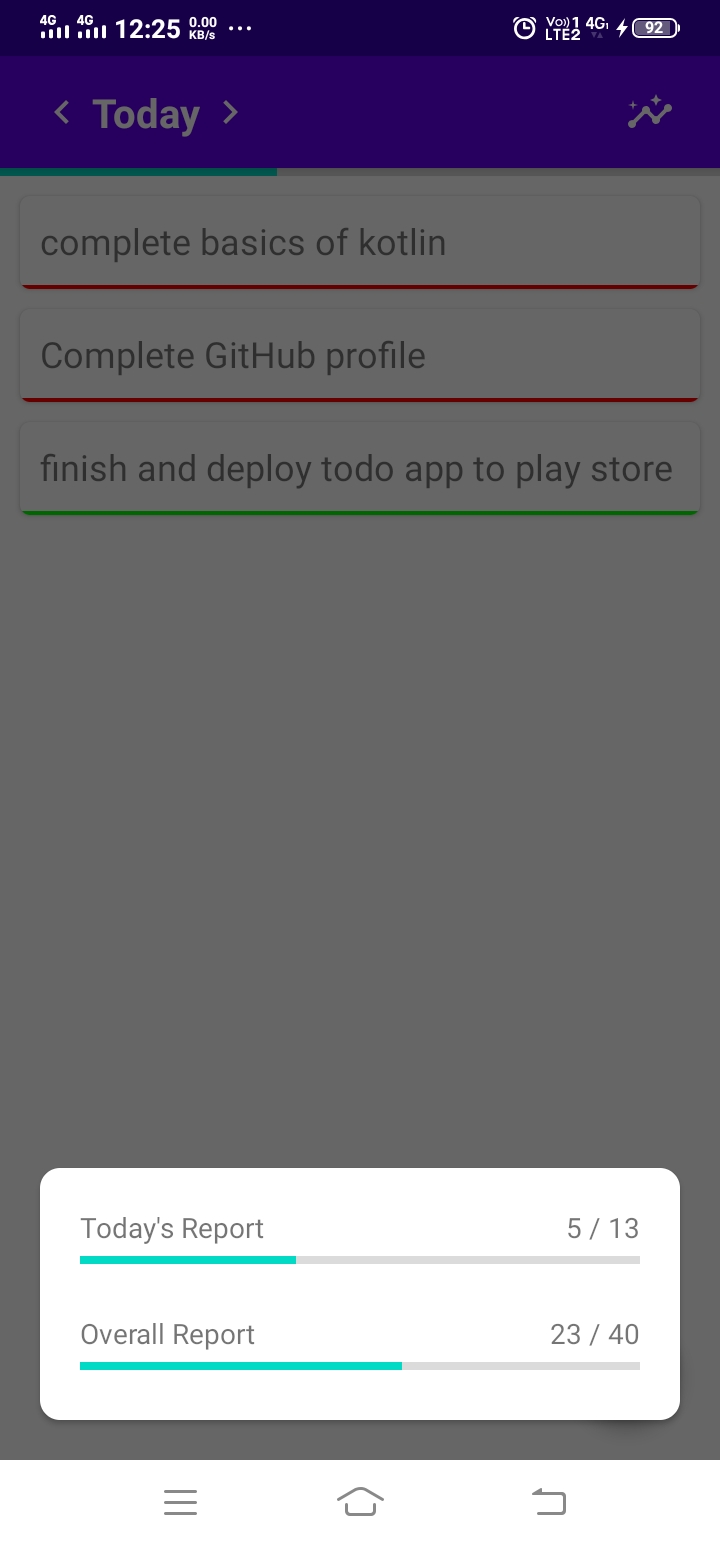 4G 4G 12:25 0.00 KB/s ... Vo)) 1 LTE2 4G 92
Today
complete basics of kotlin
Complete GitHub profile
finish and deploy todo app to play store
Today's Report 5 / 13
Overall Report 23 / 40